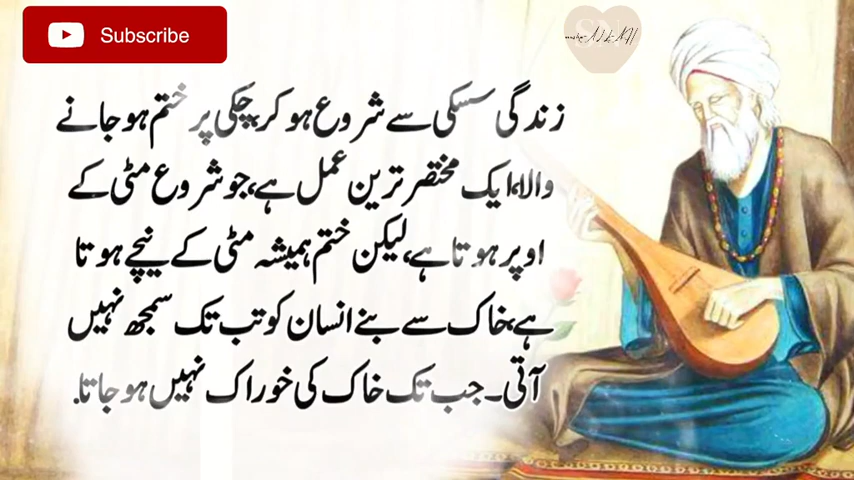 Subscribe
زندگی سسکی سے شروع ہو کر، ہچکی پر ختم ہو جانے
والا، ایک مختصر ترین عمل ہے، جو شروع مٹی کے
اوپر ہوتا ہے، لیکن ختم ہمیشہ مٹی کے نیچے ہوتا
ہے، خاک سے بنے انسان کو تب تک سمجھ نہیں
آتی۔ جب تک خاک کی خوراک نہیں ہو جاتا.